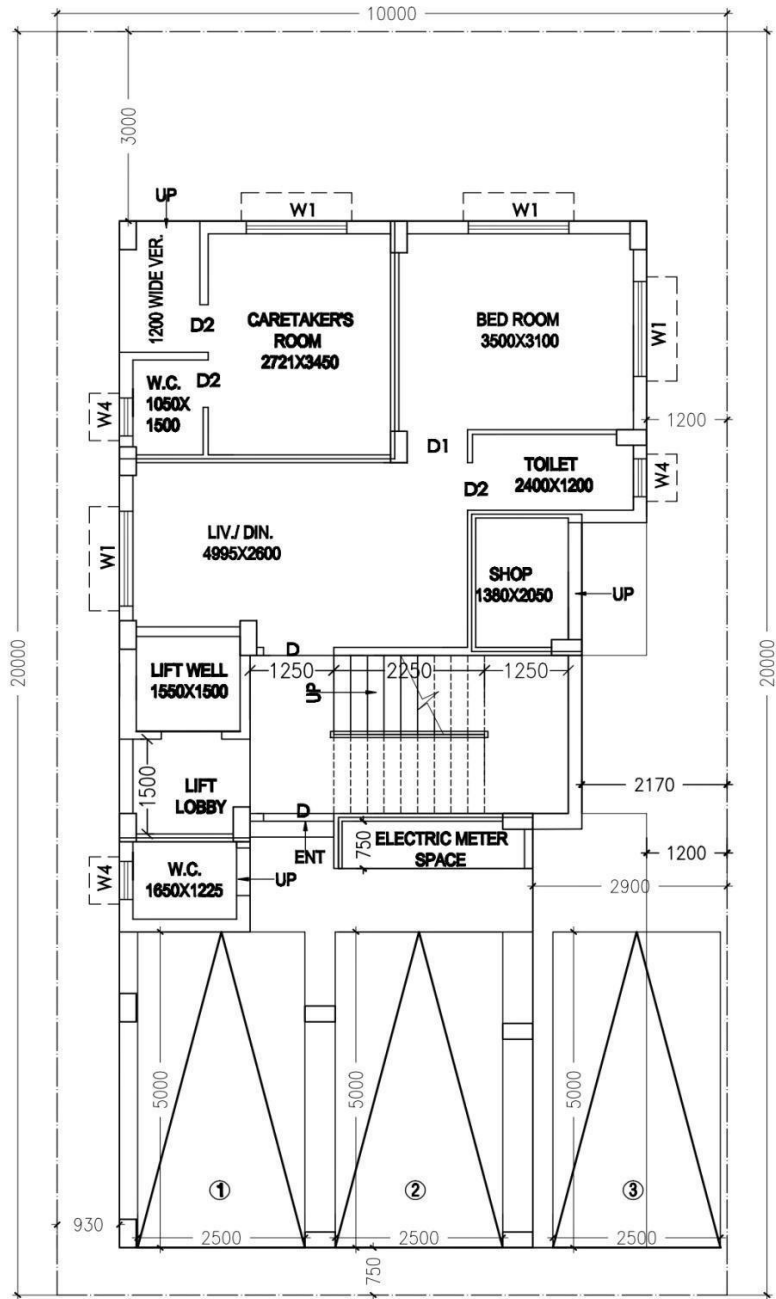 10000
3000
UP
W1
W1
1200 WIDE VER.
D2
CARETAKER'S
ROOM
2721X3450
BED ROOM
3500X3100
W1
D2
W.C.
1050X
1500
W4
1200
D1
TOILET
2400X1200
W4
D2
LIV./ DIN.
4995X2600
W1
SHOP
1380X2050
UP
20000
20000
D
LIFT WELL
1550X1500
1250
2250
1250
UP
1500
LIFT
LOBBY
2170
D
ENT
750
ELECTRIC METER
SPACE
1200
W4
W.C.
1650X1225
UP
2900
5000
5000
5000
1
2
3
930
2500
2500
2500
750